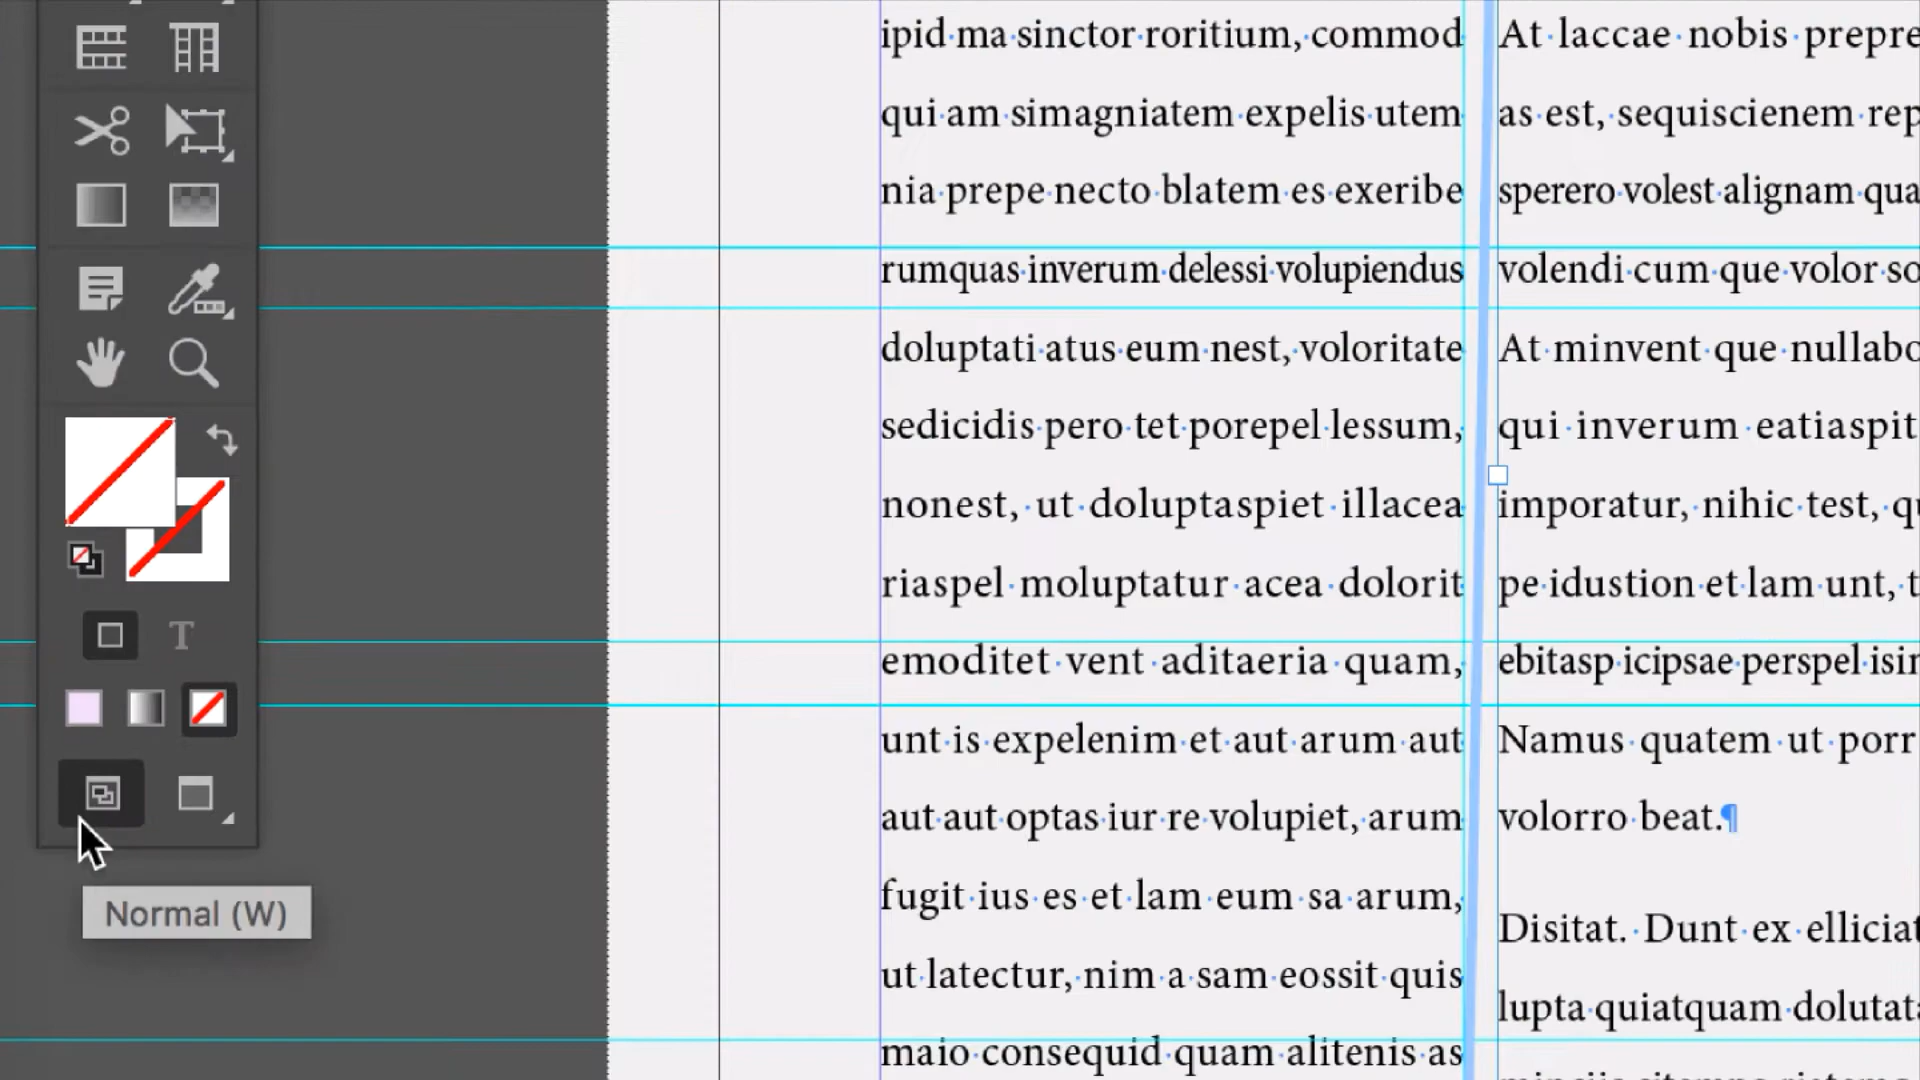 ipid ma sinctor roritium, commod
qui am simagniatem expelis utem
nia prepe necto blatem es exeribe
rumquas inverum delessi volupiendus
doluptati atus eum nest, voloritate
sedicidis pero tet porepel lessum,
nonest, ut doluptaspiet illacea
riaspel moluptatur acea dolorit
emoditet vent aditaeria quam,
unt is expelenim et aut arum aut
aut aut optas iur re volupiet, arum
fugit ius es et lam eum sa arum,
ut latectur, nim a sam eossit quis
maio consequid quam alitenis as
At laccae nobis prepre
as est, sequiscienem rep
sperero volest alignam qua
volendi cum que volor so
At minvent que nullabo
qui inverum eatiaspit
imporatur, nihic test, qu
pe idustion et lam unt, t
ebitasp icipsae perspel isin
Namus quatem ut porr
volorro beat.¶
Disitat. Dunt ex elliciat
lupta quiatquam dolutat
T
Normal (W)